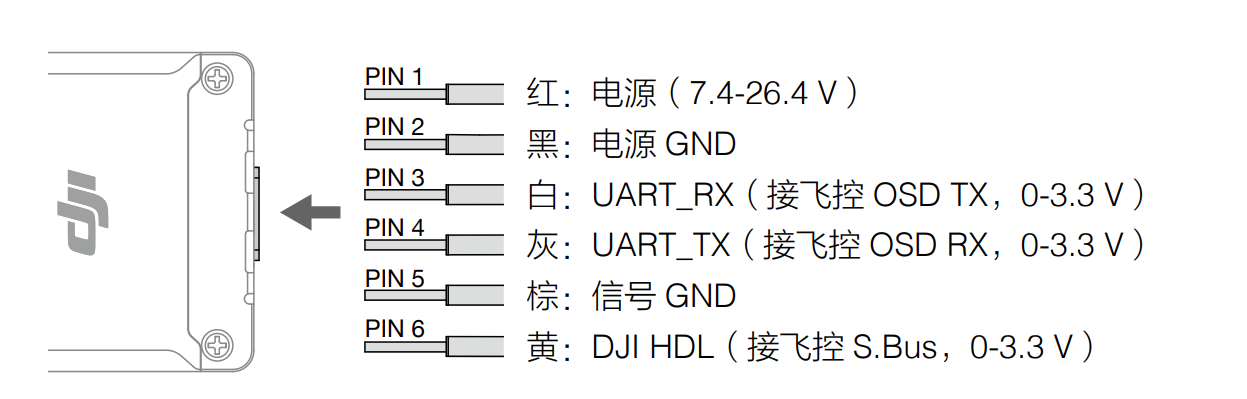 PIN 1
红：电源（7.4-26.4 V）
PIN 2
黑：电源 GND
PIN 3
白：UART_RX（接飞控 OSD TX，0-3.3 V）
dji
PIN 4
灰：UART_TX（接飞控 OSD RX，0-3.3 V）
PIN 5
棕：信号 GND
PIN 6
黄：DJI HDL（接飞控 S.Bus，0-3.3 V）